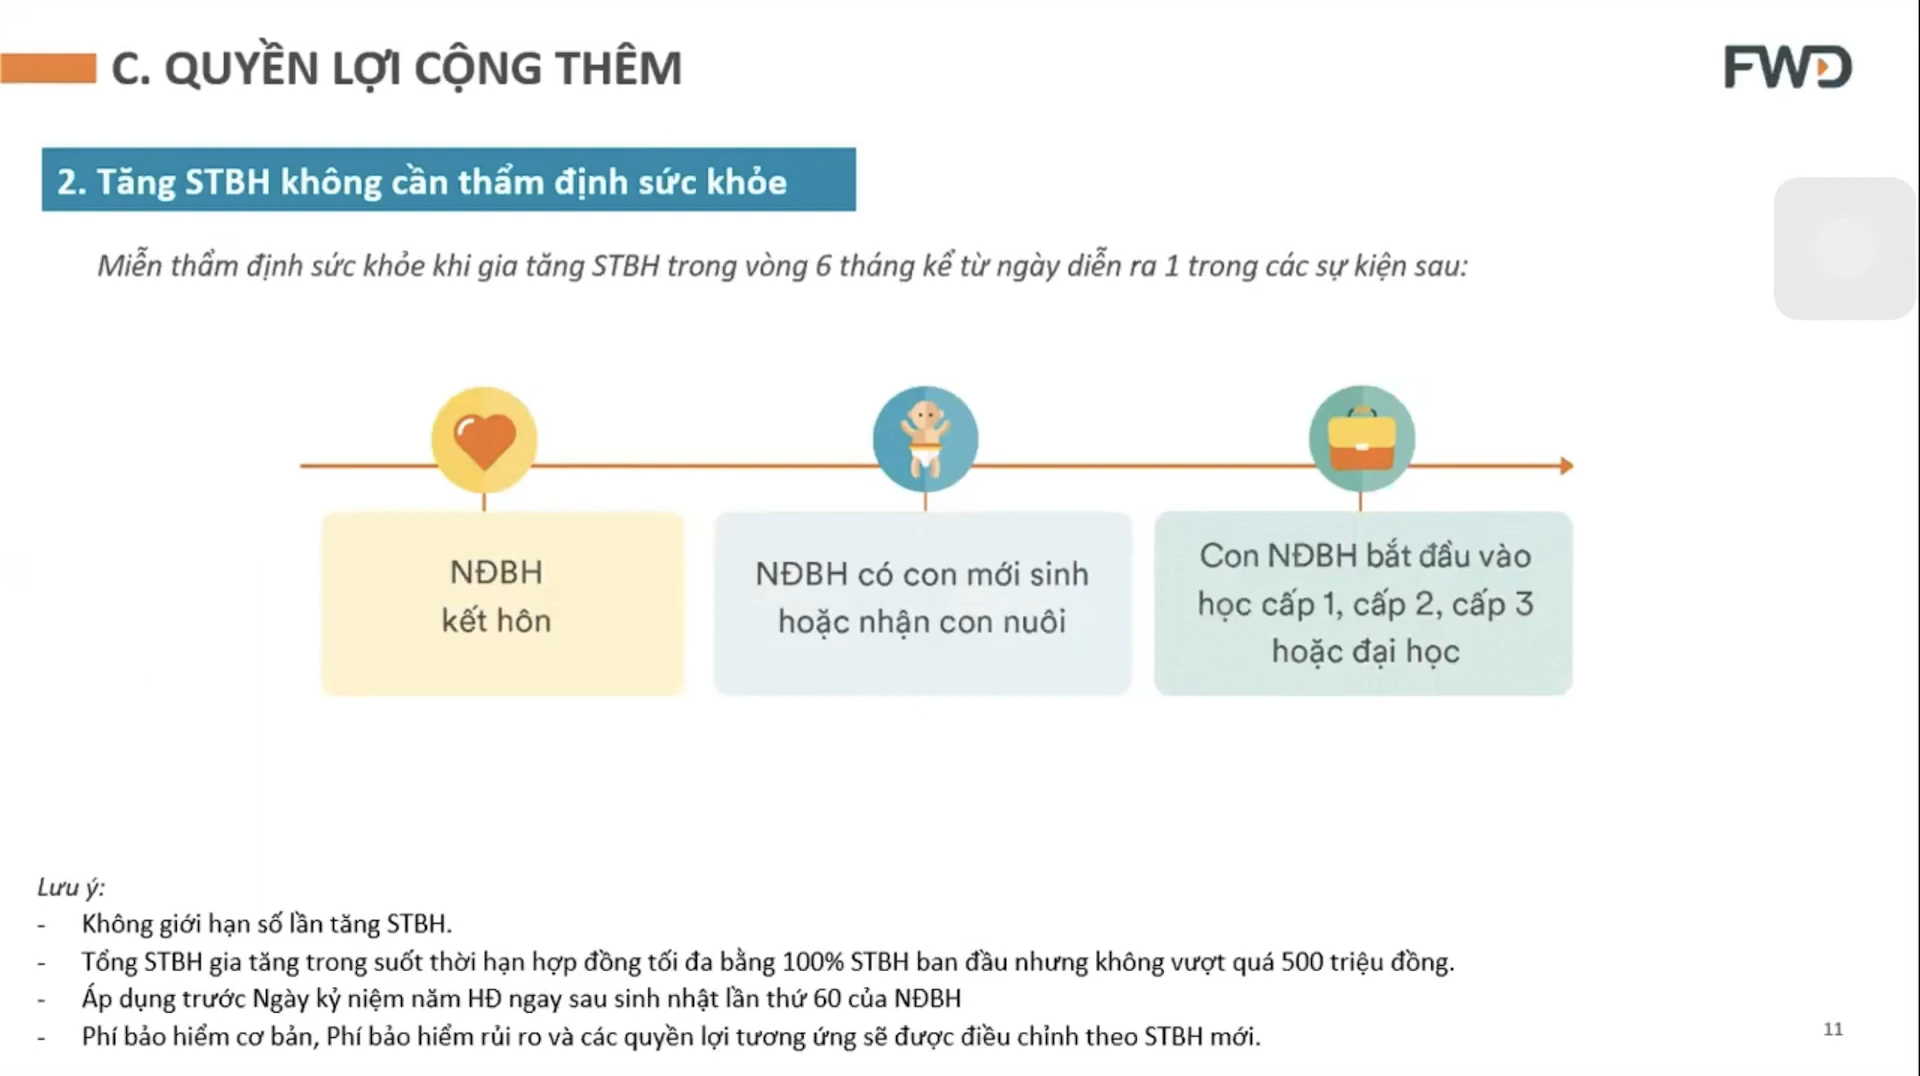 C. QUYỀN LỢI CỘNG THÊM
FWD
2. Tăng STBH không cần thẩm định sức khỏe
Miễn thẩm định sức khỏe khi gia tăng STBH trong vòng 6 tháng kể từ ngày diễn ra 1 trong các sự kiện sau:
NĐBH
kết hôn
NĐBH có con mới sinh
hoặc nhận con nuôi
Con NĐBH bắt đầu vào
học cấp 1, cấp 2, cấp 3
hoặc đại học
Lưu ý:
- Không giới hạn số lần tăng STBH.
- Tổng STBH gia tăng trong suốt thời hạn hợp đồng tối đa bằng 100% STBH ban đầu nhưng không vượt quá 500 triệu đồng.
- Áp dụng trước Ngày kỷ niệm năm HĐ ngay sau sinh nhật lần thứ 60 của NĐBH
- Phí bảo hiểm cơ bản, Phí bảo hiểm rủi ro và các quyền lợi tương ứng sẽ được điều chỉnh theo STBH mới.
11